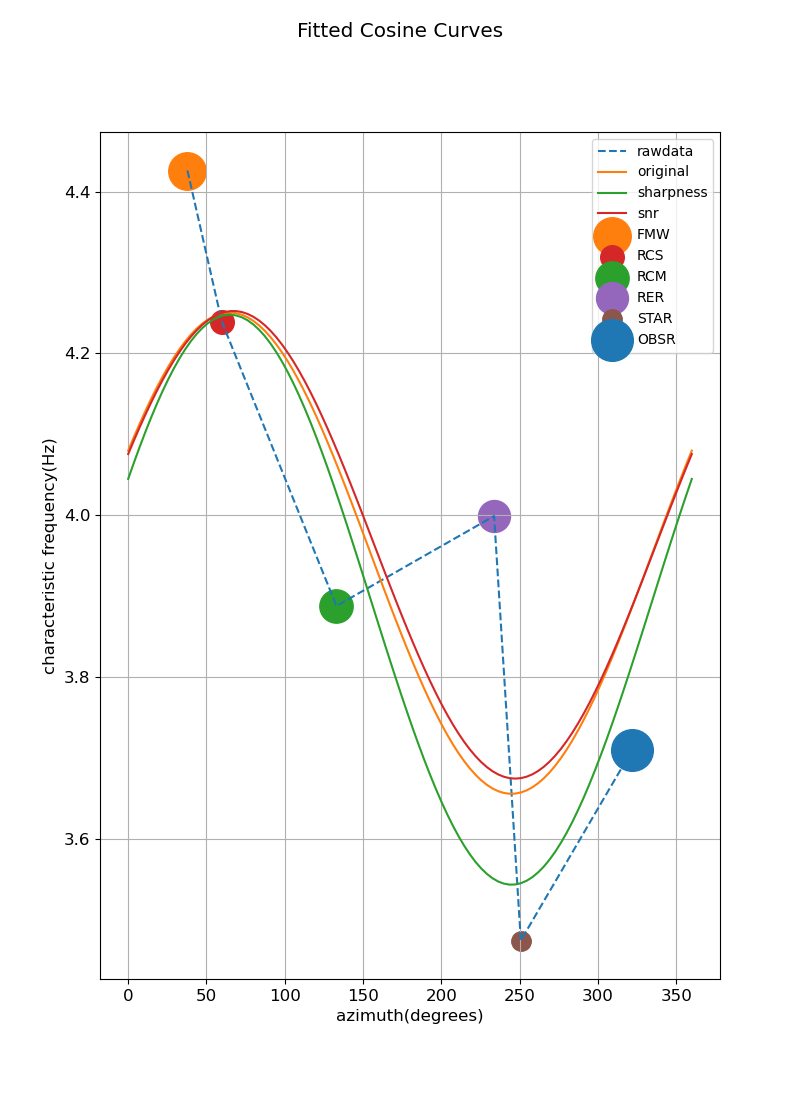 Fitted Cosine Curves
rawdata
original
sharpness
snr
FMW
RCS
RCM
RER
STAR
OBSR
4.4
4.2
4.0
3.8
3.6
characteristic frequency(Hz)
0 50 100 150 200 250 300 350
azimuth(degrees)